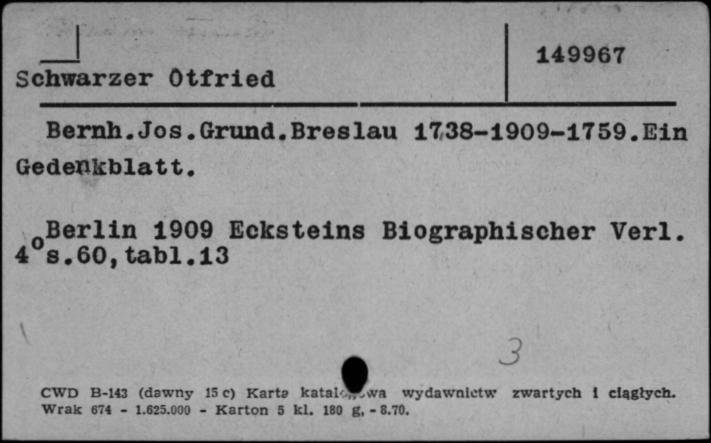 149967
Schwarzer Otfried
Bernh.Jos.Grund.Breslau 1738-1909-1759.Ein
Gedenkblatt.
Berlin 1909 Ecksteins Biographischer Verl.
4° s.60,tabl.13
3
CWD B-143 (dawny 15 c) Karta wydawnictw zwartych i ciągłych.
Wrak 674 - 1.625.000 - Karton 5 kl. 180 g. - 8.70.